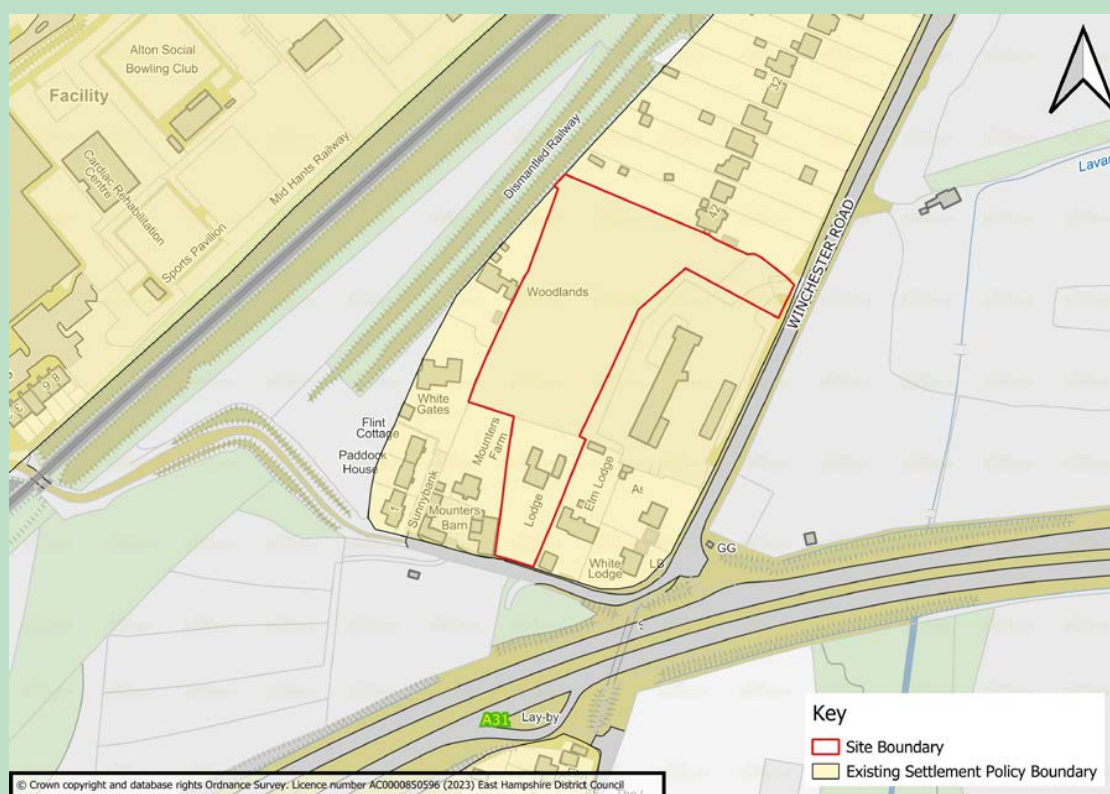 Alton Social
Bowling Club
Facility
Cardiac Rehabilitation
Centre
Sports Pavilion
Mid Hants Railway
Dismantled Railway
32
42
Lavar
WINCHESTER ROAD
Woodlands
White
Gates
Flint
Cottage
Paddock
House
Mounters
Farm
1
Sunnybank
Mounters
Barn
Lodge
Elm Lodge
As
White
Lodge
LB
GG
A31
Lay-by
Key
Site Boundary
Existing Settlement Policy Boundary
© Crown copyright and database rights Ordnance Survey. Licence number AC0000850596 (2023) East Hampshire District Council